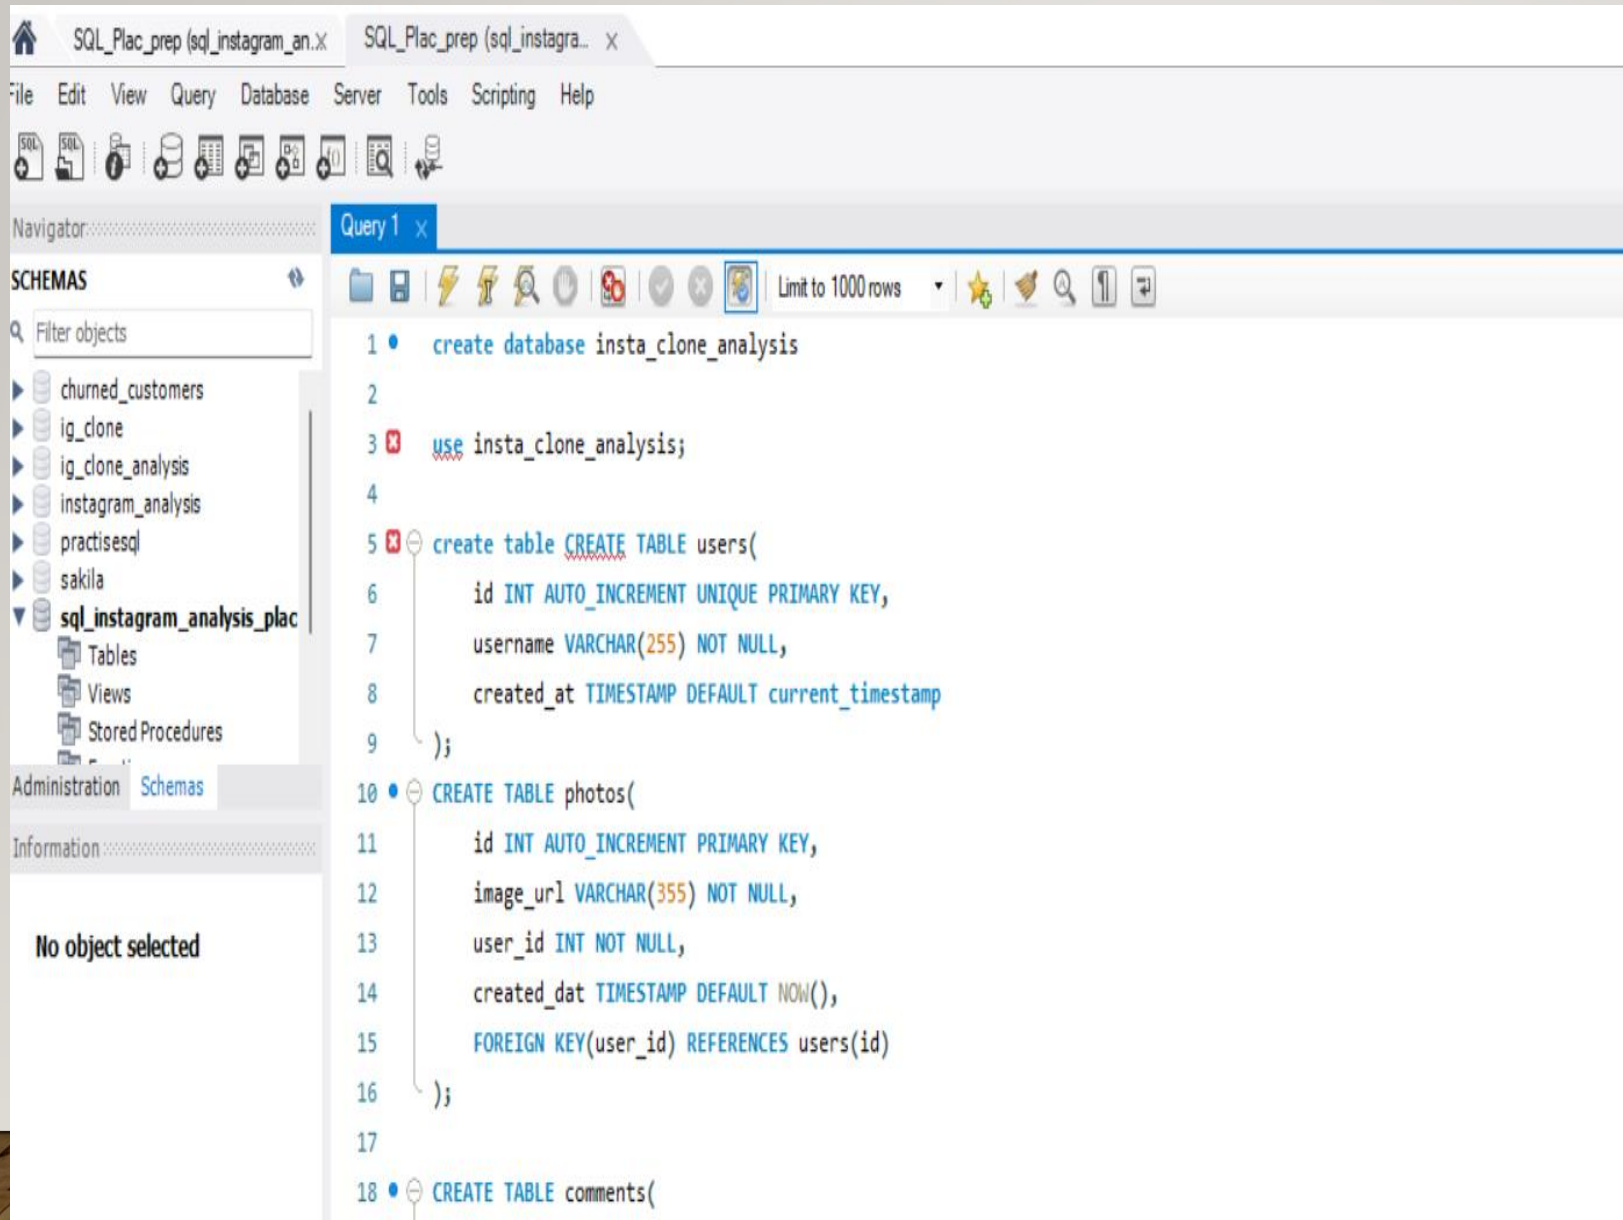 SQL_Plac_prep (sql_instagram_an.x SQL_Plac_prep (sql_instagra... x
File Edit View Query Database Server Tools Scripting Help
SQL SQL
Navigator
Query 1 x
SCHEMAS
Limit to 1000 rows
Filter objects
churned_customers
ig_clone
ig_clone_analysis
instagram_analysis
practisesql
sakila
sql_instagram_analysis_plac
Tables
Views
Stored Procedures
Administration Schemas
Information
No object selected
1 create database insta_clone_analysis
2
3 use insta_clone_analysis;
4
5 create table CREATE TABLE users(
6 id INT AUTO_INCREMENT UNIQUE PRIMARY KEY,
7 username VARCHAR(255) NOT NULL,
8 created_at TIMESTAMP DEFAULT current_timestamp
9 );
10 CREATE TABLE photos(
11 id INT AUTO_INCREMENT PRIMARY KEY,
12 image_url VARCHAR(355) NOT NULL,
13 user_id INT NOT NULL,
14 created_dat TIMESTAMP DEFAULT NOW(),
15 FOREIGN KEY(user_id) REFERENCES users(id)
16 );
17
18 CREATE TABLE comments(